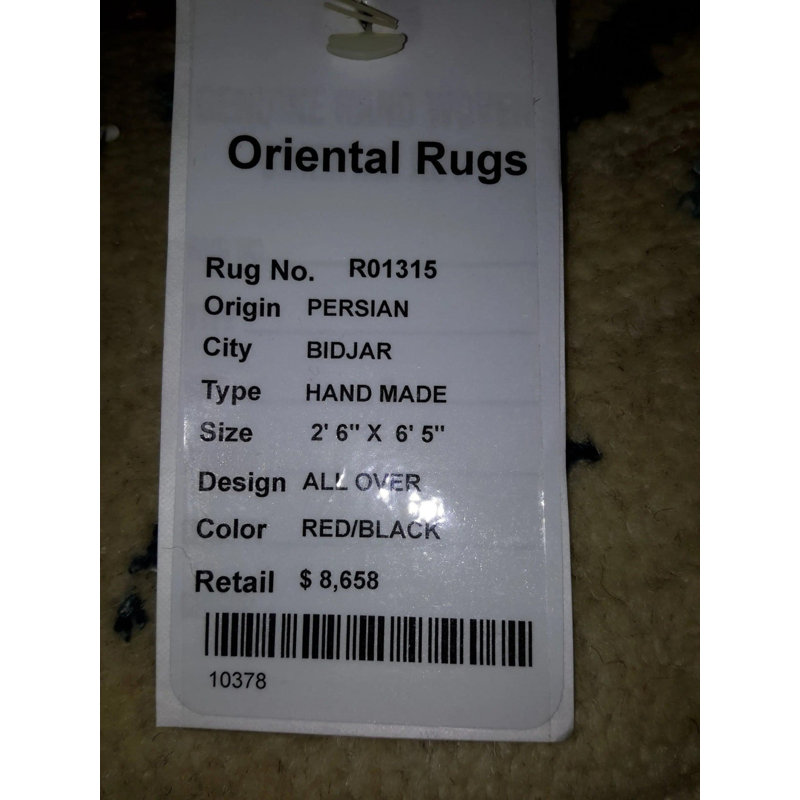 Oriental Rugs
Rug No. R01315
Origin PERSIAN
City BIDJAR
Type HAND MADE
Size 2' 6" X 6' 5"
Design ALL OVER
Color RED/BLACK
Retail $ 8,658
10378